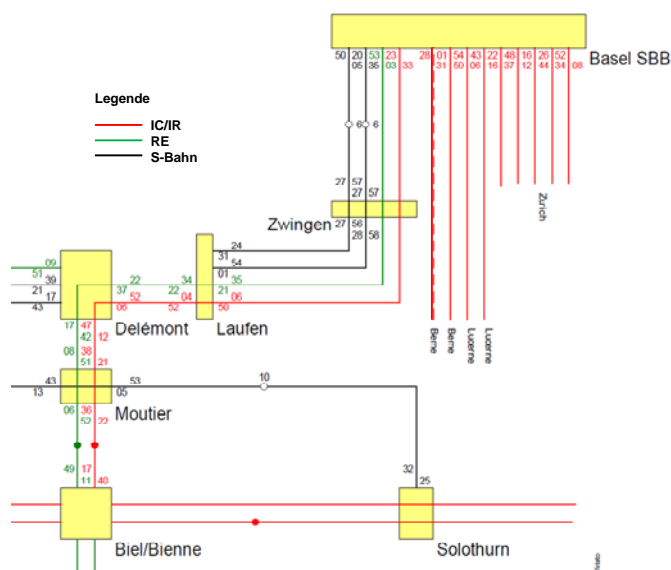 50 20 53 23 28 01 54 43 22 48 16 26 52
05 35 03 33 31 59 06 16 37 12 44 34 08
Basel SBB
Legende
IC/IR
RE
S-Bahn
6 6
27 57
27 57
Zwingen
27 56
28 58
Zürich
24
31
54
01
09
51
39
21
17
43
22 34 35
37 22 21
52 04 06
06 52 50
Delémont
Laufen
Berne
Berne
Lucerne
Lucerne
17 47
42 12
08 38
51 21
43 53 10
13 05
Moutier
06 36
52 22
49 17
11 40
32
25
Biel/Bienne
Solothurn